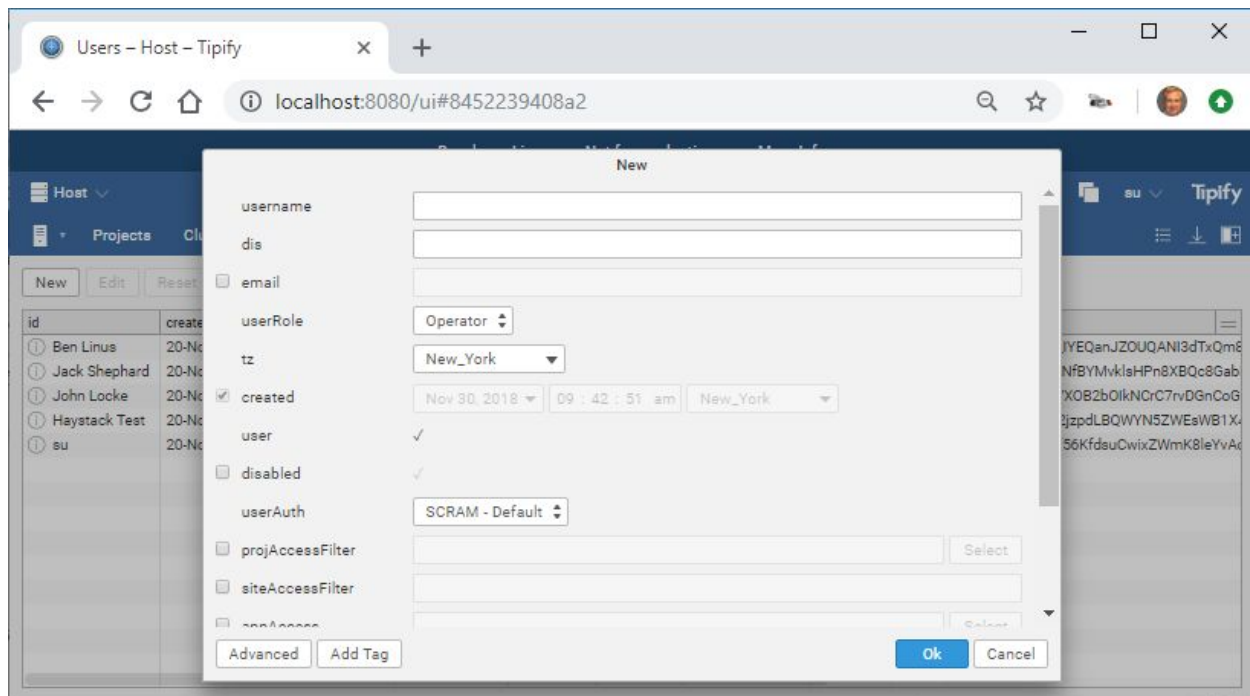 Users – Host – Tipify
localhost:8080/ui#8452239408a2
New
Host
su
Tipify
Projects
username
dis
New Edit Reset
email
userRole Operator
id
tz New_York
Ben Linus 20-No
Jack Shephard 20-No
John Locke 20-No
created Nov 30, 2018 09 : 42 : 51 am New_York
Haystack Test 20-No
user
su 20-No
disabled
userAuth SCRAM - Default
projAccessFilter Select
siteAccessFilter
appAccess Select
Advanced Add Tag Ok Cancel